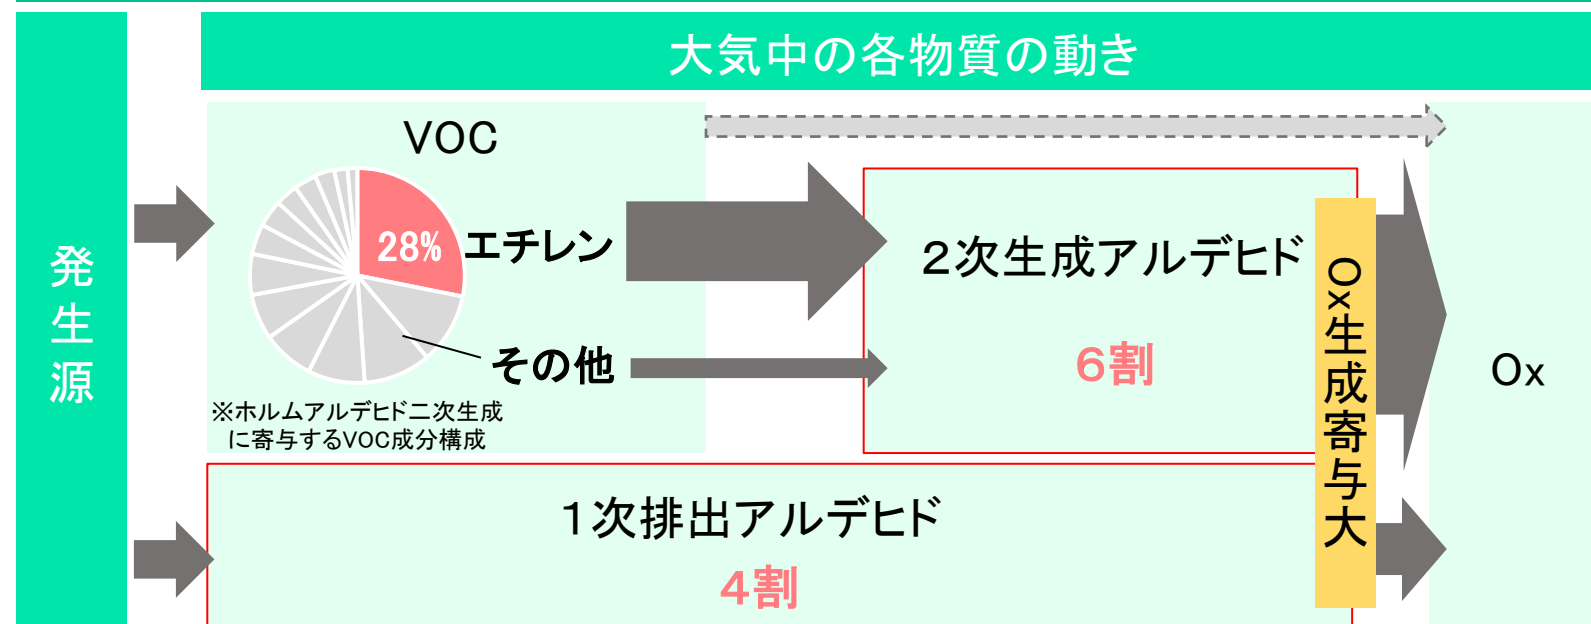 大気中の各物質の動き
発生源
VOC
28%
エチレン
その他
※ホルムアルデヒド二次生成
に寄与するVOC成分構成
２次生成アルデヒド
６割
Ox生成寄与大
Ox
１次排出アルデヒド
４割